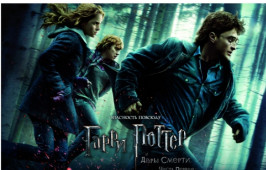 ОПАСНОСТЬ ПОВСЮДУ
Гарри Поттер
Дары Смерти
Часть Первая